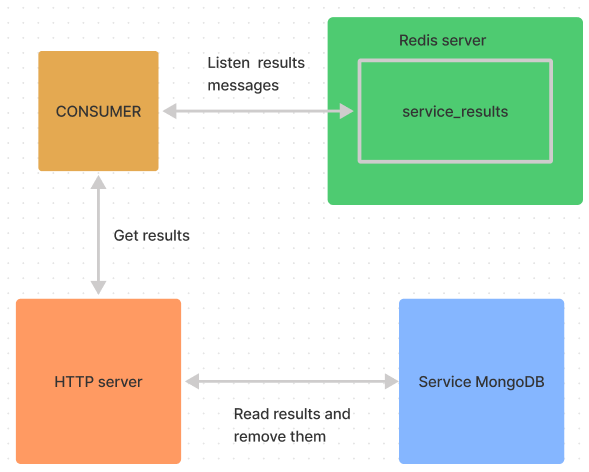 Redis server
Listen results
messages
CONSUMER
service_results
Get results
HTTP server
Service MongoDB
Read results and
remove them